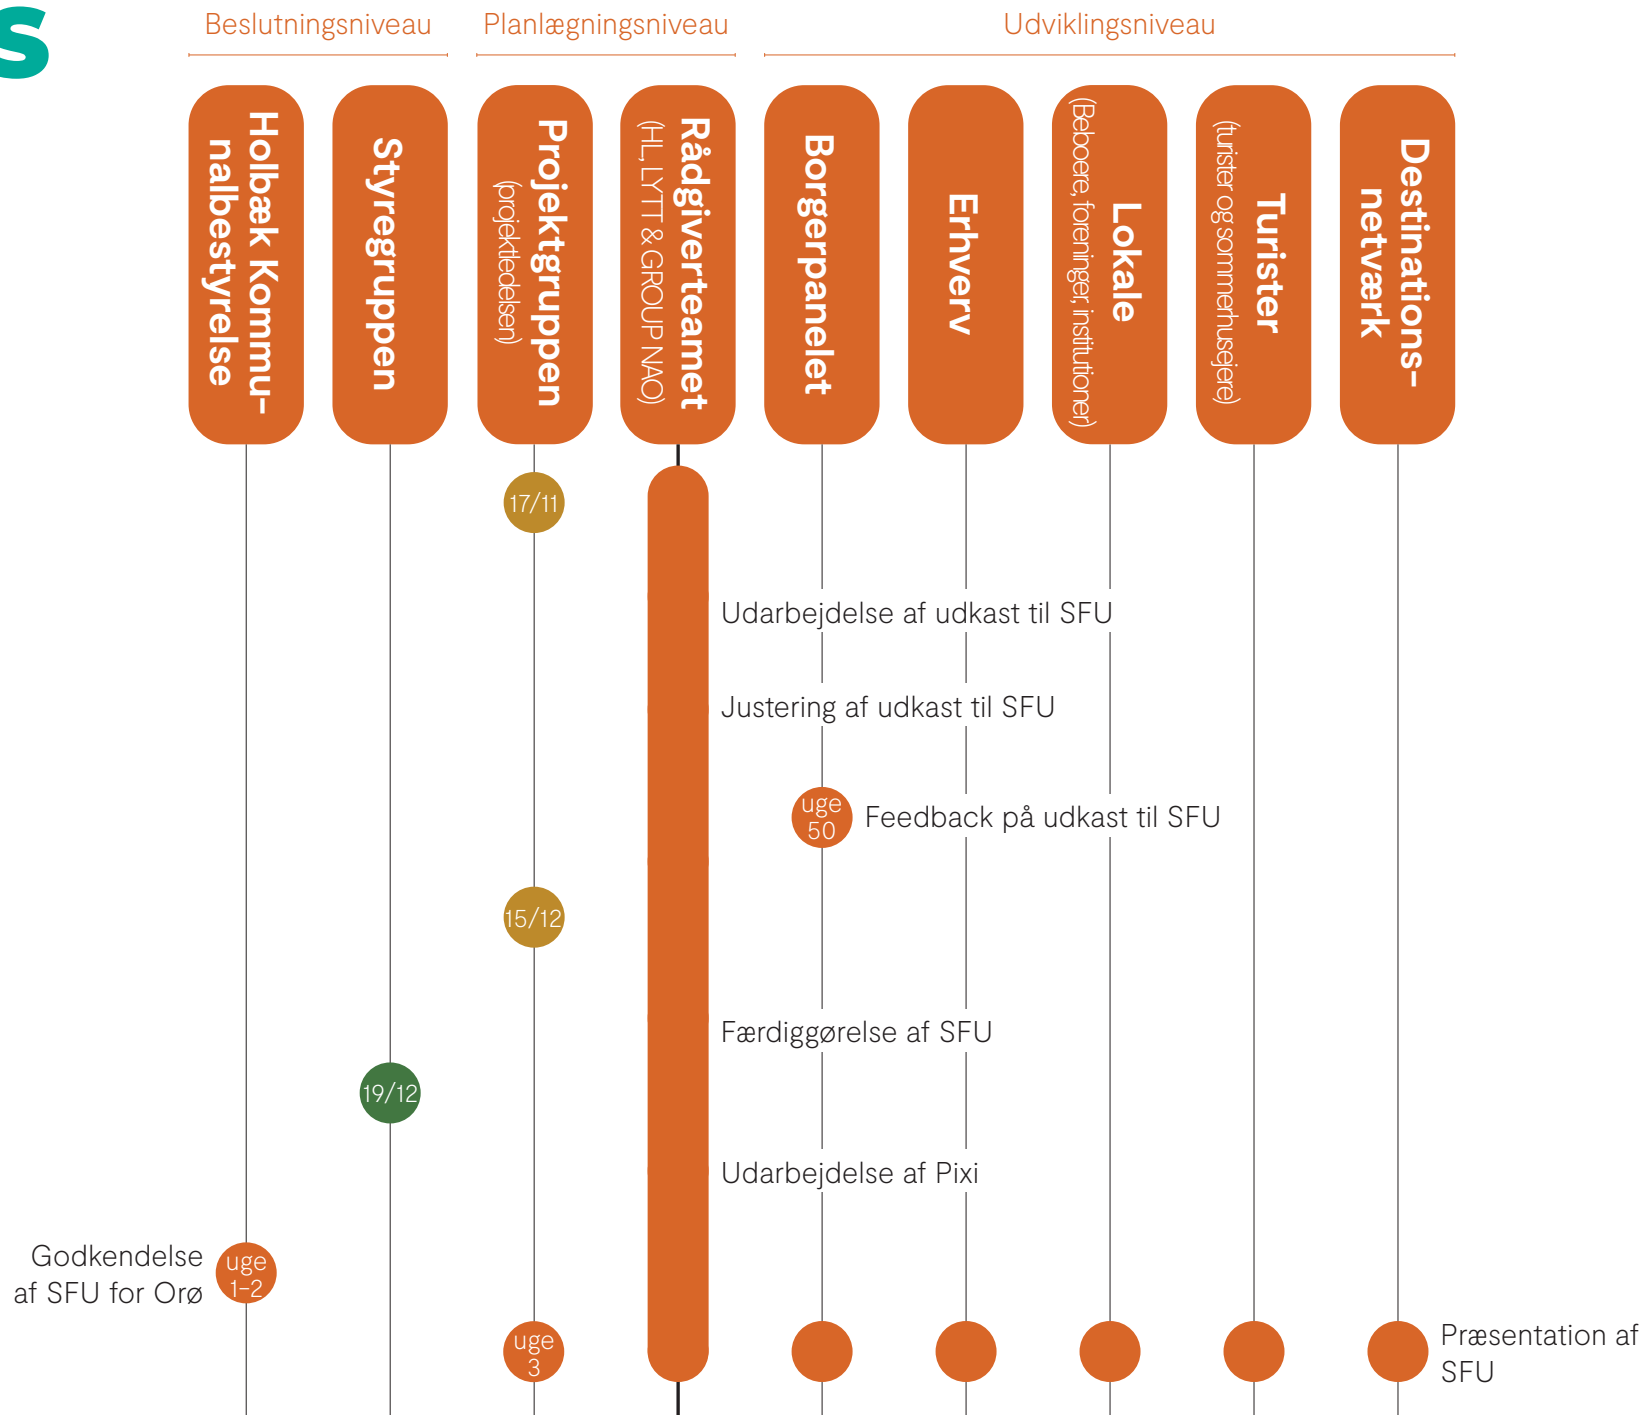 s
Beslutningsniveau
Planlægningsniveau
Udviklingsniveau
Holbæk Kommu-
nalbestyrelse
Styregruppen
Projektgruppen
(projektledelsen)
Rådgiverteamet
(HL, LYTT & GROUP NAO)
Borgerpanelet
Erhverv
Lokale
(Beboere, foreninger, institutioner)
Turister
(turister og sommerhusejere)
Destinations-
netværk
17/11
Udarbejdelse af udkast til SFU
Justering af udkast til SFU
uge
50
Feedback på udkast til SFU
15/12
Færdiggørelse af SFU
19/12
Udarbejdelse af Pixi
Godkendelse
af SFU for Orø
uge
1-2
uge
3
Præsentation af
SFU